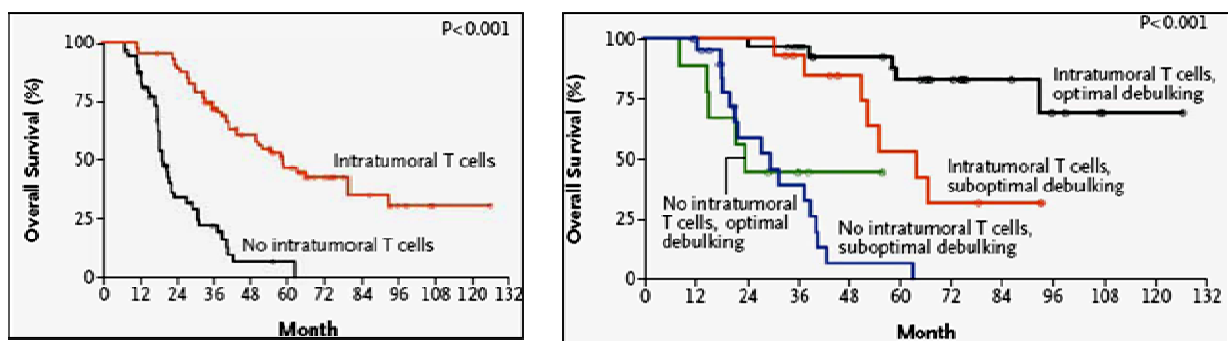 P<0.001
100
75
50
25
0
Overall Survival (%)
Intratumoral T cells
No intratumoral T cells
0 12 24 36 48 60 72 84 96 108 120 132
Month
P<0.001
100
75
50
25
0
Overall Survival (%)
Intratumoral T cells,
optimal debulking
Intratumoral T cells,
suboptimal debulking
No intratumoral
T cells, optimal
debulking
No intratumoral T cells,
suboptimal debulking
0 12 24 36 48 60 72 84 96 108 120 132
Month